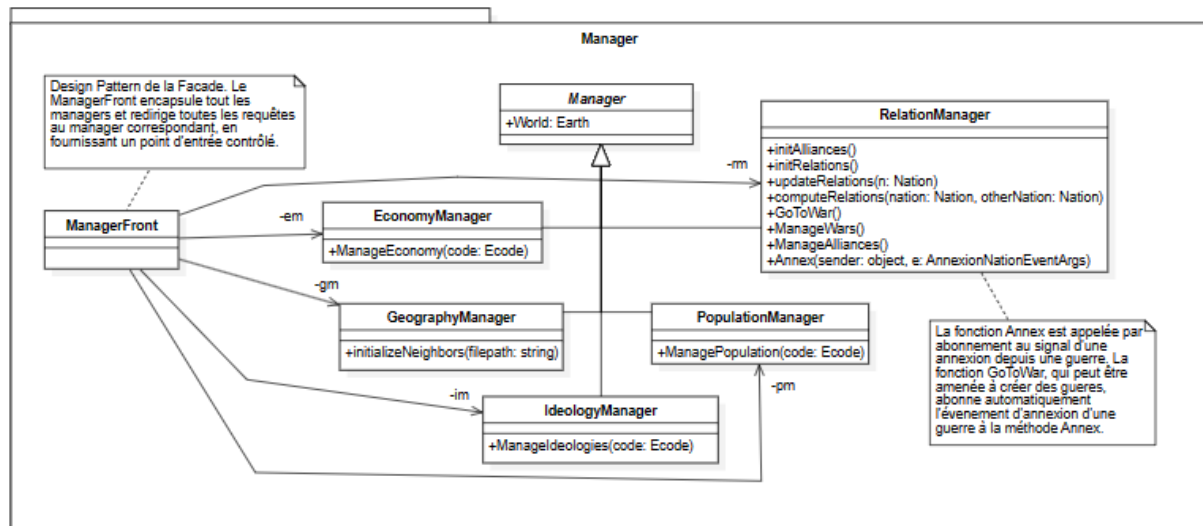 Manager
Design Pattern de la Facade. Le
ManagerFront encapsule tout les
managers et redirige toutes les requêtes
au manager correspondant, en
fournissant un point d'entrée contrôlé.
Manager
+World: Earth
RelationManager
+initAlliances()
+initRelations()
+updateRelations(n: Nation)
+computeRelations(nation: Nation, otherNation: Nation)
+GoToWar()
+ManageWars()
+ManageAlliances()
+Annex(sender: object, e: AnnexionNationEventArgs)
-rm
ManagerFront
-em
EconomyManager
+ManageEconomy(code: Ecode)
-gm
GeographyManager
+initializeNeighbors(filepath: string)
PopulationManager
+ManagePopulation(code: Ecode)
-im
-pm
IdeologyManager
+ManageIdeologies(code: Ecode)
La fonction Annex est appelée par
abonnement au signal d'une
annexion depuis une guerre. La
fonction GoToWar, qui peut être
amenée à créer des gueres,
abonne automatiquement
l'évenement d'annexion d'une
guerre à la méthode Annex.